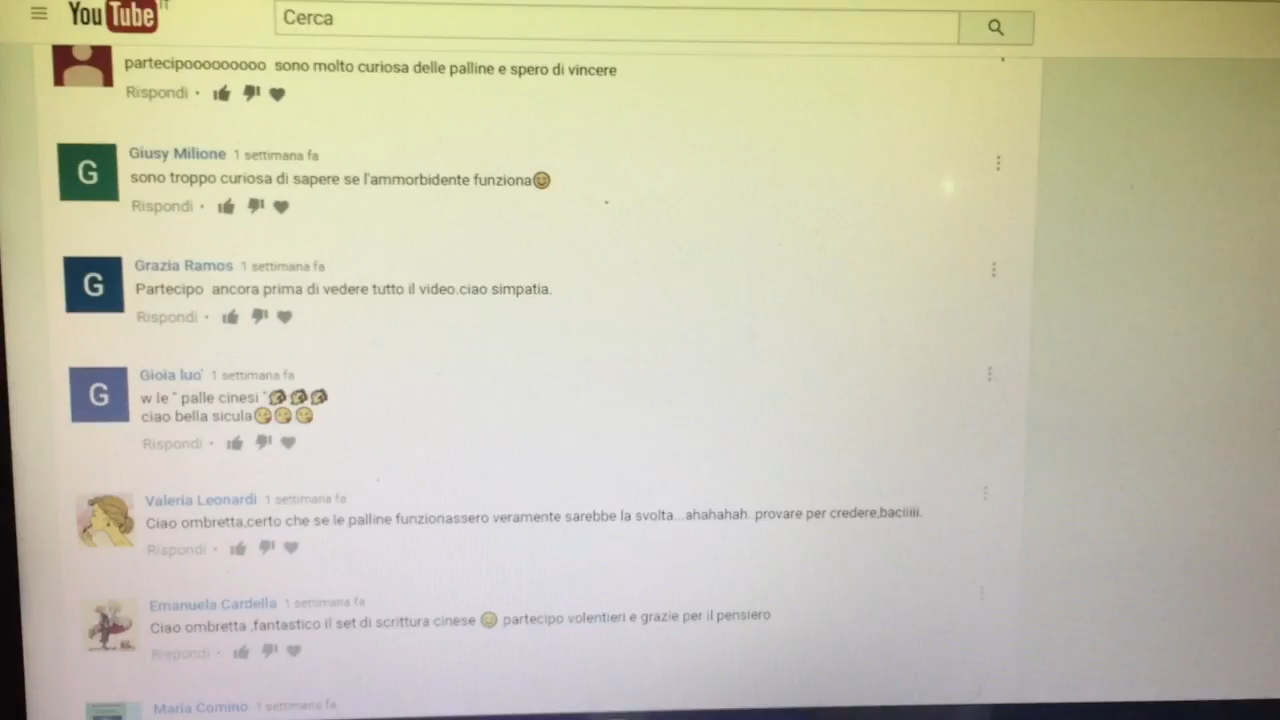 YouTube IT
Cerca
partecipooooooooo sono molto curiosa delle palline e spero di vincere
Rispondi •
G
Giusy Milione 1 settimana fa
sono troppo curiosa di sapere se l'ammorbidente funziona😊
Rispondi •
G
Grazia Ramos 1 settimana fa
Partecipo ancora prima di vedere tutto il video.ciao simpatia.
Rispondi •
G
Gioia luo' 1 settimana fa
w le " palle cinesi "
ciao bella sicula😘😘😘
Rispondi •
Valeria Leonardi 1 settimana fa
Ciao ombretta,certo che se le palline funzionassero veramente sarebbe la svolta...ahahahah..provare per credere,baciiiii.
Rispondi •
Emanuela Cardella 1 settimana fa
Ciao ombretta ,fantastico il set di scrittura cinese 😊 partecipo volentieri e grazie per il pensiero
Rispondi •
Maria Comino 1 settimana fa